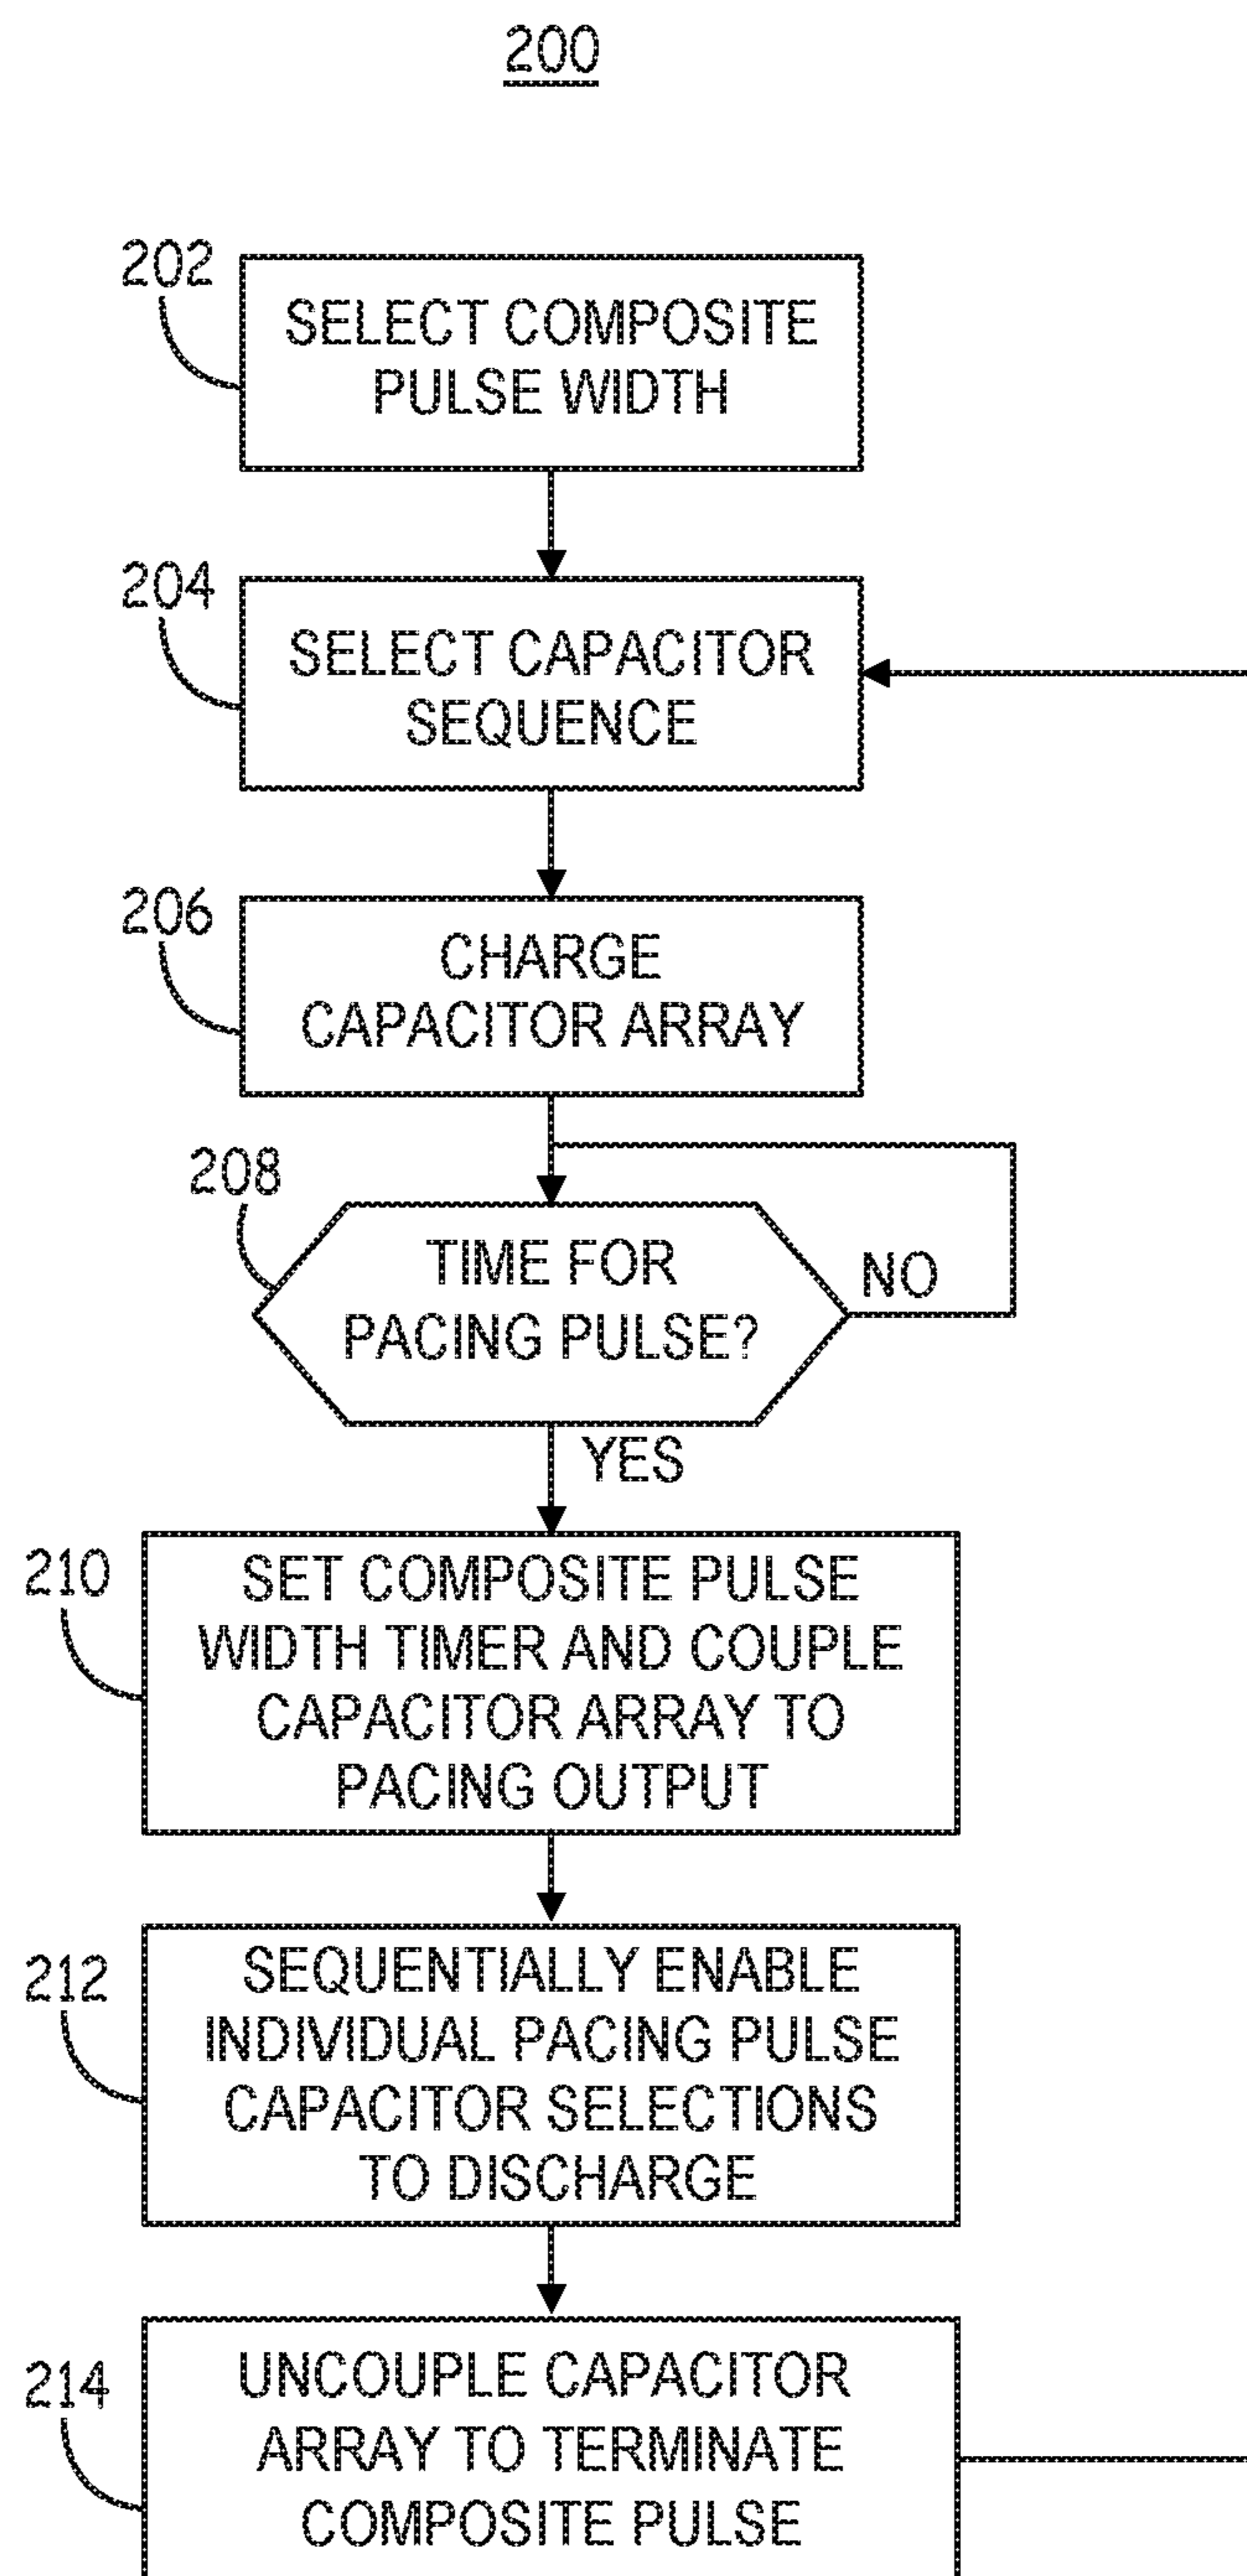 200
202
SELECT COMPOSITE
PULSE WIDTH
204
SELECT CAPACITOR
SEQUENCE
206
CHARGE
CAPACITOR ARRAY
208
TIME FOR
PACING PULSE?
NO
YES
210
SET COMPOSITE PULSE
WIDTH TIMER AND COUPLE
CAPACITOR ARRAY TO
PACING OUTPUT
212
SEQUENTIALLY ENABLE
INDIVIDUAL PACING PULSE
CAPACITOR SELECTIONS
TO DISCHARGE
214
UNCOUPLE CAPACITOR
ARRAY TO TERMINATE
COMPOSITE PULSE